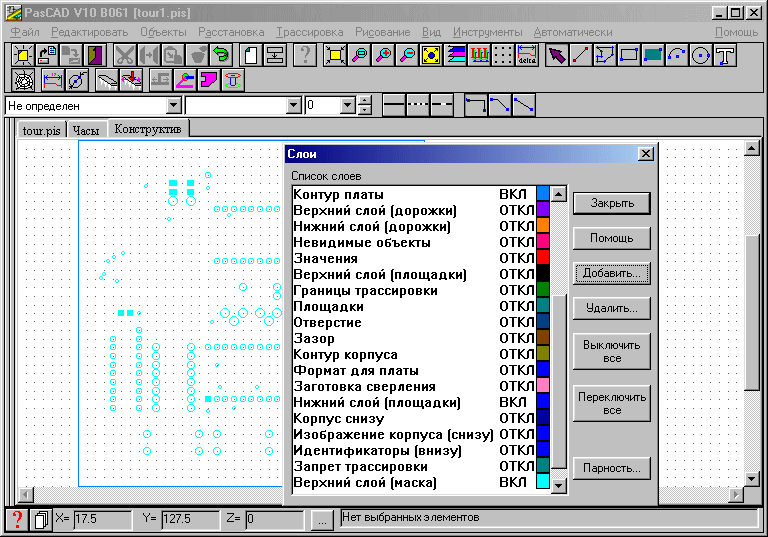 PasCAD V10 B061 [tour1.pis]
Файл Редактировать Объекты Расстановка Трассировка Рисование Вид Инструменты Автоматически Помощь
delta
Не определен 0
tour.pis Часы Конструктив
Слои
Список слоев
Контур платы ВКЛ
Верхний слой (дорожки) ОТКЛ
Нижний слой (дорожки) ОТКЛ
Невидимые объекты ОТКЛ
Значения ОТКЛ
Верхний слой (площадки) ОТКЛ
Границы трассировки ОТКЛ
Площадки ОТКЛ
Отверстие ОТКЛ
Зазор ОТКЛ
Контур корпуса ОТКЛ
Формат для платы ОТКЛ
Заготовка сверления ОТКЛ
Нижний слой (площадки) ВКЛ
Корпус снизу ОТКЛ
Изображение корпуса (снизу) ОТКЛ
Идентификаторы (внизу) ОТКЛ
Запрет трассировки ОТКЛ
Верхний слой (маска) ВКЛ
Закрыть
Помощь
Добавить...
Удалить...
Выключить
все
Переключить
все
Парность...
X= 17.5 Y= 127.5 Z= 0 ... Нет выбранных элементов